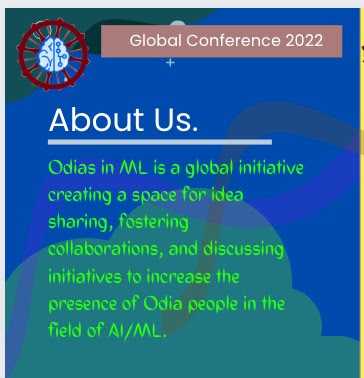 Global Conference 2022
About Us.
Odias in ML is a global initiative
creating a space for idea
sharing, fostering
collaborations, and discussing
initiatives to increase the
presence of Odia people in the
field of AI/ML.